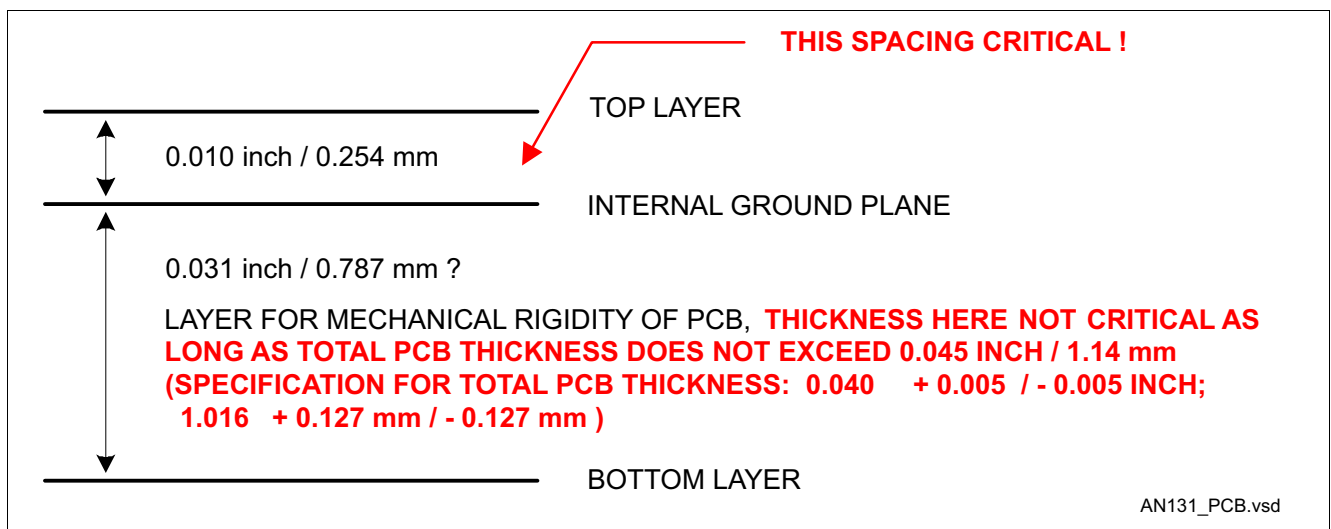 THIS SPACING CRITICAL !
TOP LAYER
0.010 inch / 0.254 mm
INTERNAL GROUND PLANE
0.031 inch / 0.787 mm ?
LAYER FOR MECHANICAL RIGIDITY OF PCB, THICKNESS HERE NOT CRITICAL AS
LONG AS TOTAL PCB THICKNESS DOES NOT EXCEED 0.045 INCH / 1.14 mm
(SPECIFICATION FOR TOTAL PCB THICKNESS: 0.040 + 0.005 / - 0.005 INCH;
1.016 + 0.127 mm / - 0.127 mm )
BOTTOM LAYER
AN131_PCB.vsd